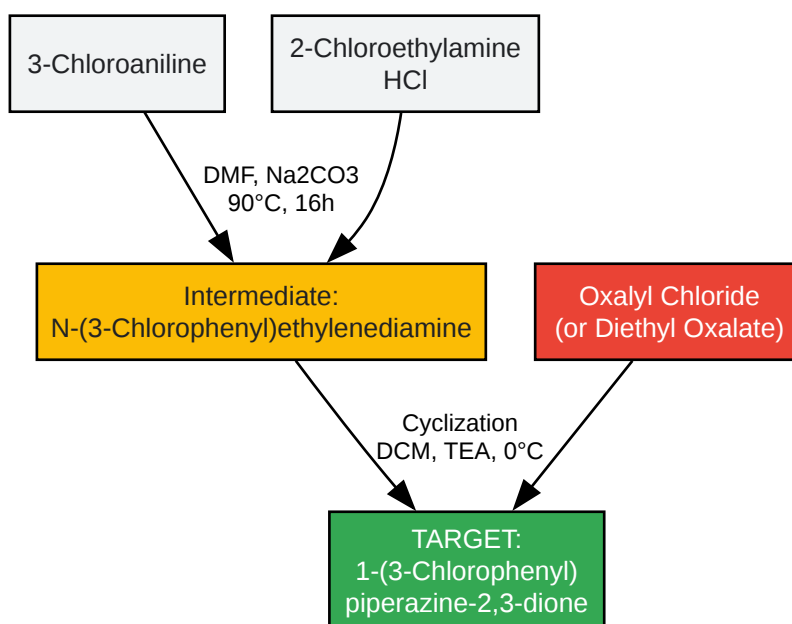 3-Chloroaniline
2-Chloroethylamine
HCl
DMF, Na2CO3
90°C, 16h
Intermediate:
N-(3-Chlorophenyl)ethylenediamine
Oxalyl Chloride
(or Diethyl Oxalate)
Cyclization
DCM, TEA, 0°C
TARGET:
1-(3-Chlorophenyl)
piperazine-2,3-dione